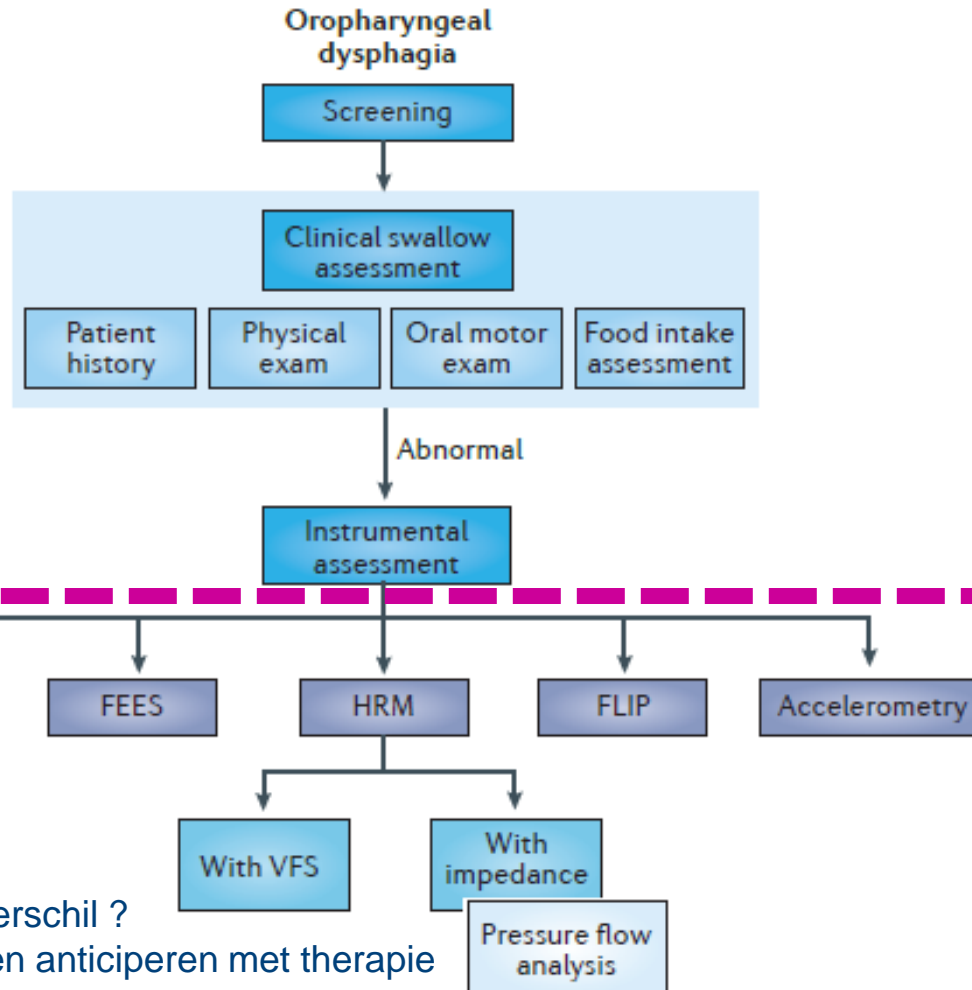 Oropharyngeal
dysphagia
Screening
Clinical swallow
assessment
Patient
history
Physical
exam
Oral motor
exam
Food intake
assessment
Abnormal
Instrumental
assessment
FEES
HRM
FLIP
Accelerometry
With VFS
With
impedance
Pressure flow
analysis
erschil ?
en anticiperen met therapie